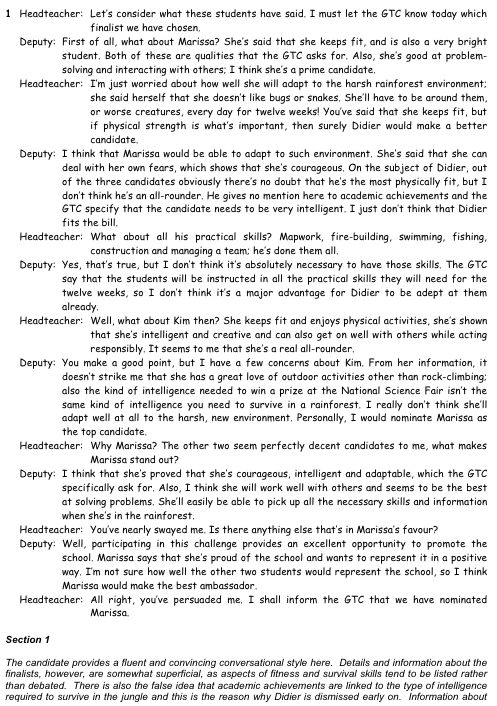 1 Headteacher: Let's consider what these students have said. I must let the GTC know today which
finalist we have chosen.
Deputy: First of all, what about Marissa? She's said that she keeps fit, and is also a very bright
student. Both of these are qualities that the GTC asks for. Also, she's good at problem-
solving and interacting with others; I think she's a prime candidate.
Headteacher: I'm just worried about how well she will adapt to the harsh rainforest environment;
she said herself that she doesn't like bugs or snakes. She'll have to be around them,
or worse creatures, every day for twelve weeks! You've said that she keeps fit, but
if physical strength is what's important, then surely Didier would make a better
candidate.
Deputy: I think that Marissa would be able to adapt to such environment. She's said that she can
deal with her own fears, which shows that she's courageous. On the subject of Didier, out
of the three candidates obviously there's no doubt that he's the most physically fit, but I
don't think he's an all-rounder. He gives no mention here to academic achievements and the
GTC specify that the candidate needs to be very intelligent. I just don't think that Didier
fits the bill.
Headteacher: What about all his practical skills? Mapwork, fire-building, swimming, fishing,
construction and managing a team; he's done them all.
Deputy: Yes, that's true, but I don't think it's absolutely necessary to have those skills. The GTC
say that the students will be instructed in all the practical skills they will need for the
twelve weeks, so I don't think it's a major advantage for Didier to be adept at them
already.
Headteacher: Well, what about Kim then? She keeps fit and enjoys physical activities, she's shown
that she's intelligent and creative and can also get on well with others while acting
responsibly. It seems to me that she's a real all-rounder.
Deputy: You make a good point, but I have a few concerns about Kim. From her information, it
doesn't strike me that she has a great love of outdoor activities other than rock-climbing;
also the kind of intelligence needed to win a prize at the National Science Fair isn't the
same kind of intelligence you need to survive in a rainforest. I really don't think she'll
adapt well at all to the harsh, new environment. Personally, I would nominate Marissa as
the top candidate.
Headteacher: Why Marissa? The other two seem perfectly decent candidates to me, what makes
Marissa stand out?
Deputy: I think that she's proved that she's courageous, intelligent and adaptable, which the GTC
specifically ask for. Also, I think she will work well with others and seems to be the best
at solving problems. She'll easily be able to pick up all the necessary skills and information
when she's in the rainforest.
Headteacher: You've nearly swayed me. Is there anything else that's in Marissa's favour?
Deputy: Well, participating in this challenge provides an excellent opportunity to promote the
school. Marissa says that she's proud of the school and wants to represent it in a positive
way. I'm not sure how well the other two students would represent the school, so I think
Marissa would make the best ambassador.
Headteacher: All right, you've persuaded me. I shall inform the GTC that we have nominated
Marissa.
Section 1
The candidate provides a fluent and convincing conversational style here. Details and information about the
finalists, however, are somewhat superficial, as aspects of fitness and survival skills tend to be listed rather
than debated. There is also the false idea that academic achievements are linked to the type of intelligence
required to survive in the jungle and this is the reason why Didier is dismissed early on. Information about